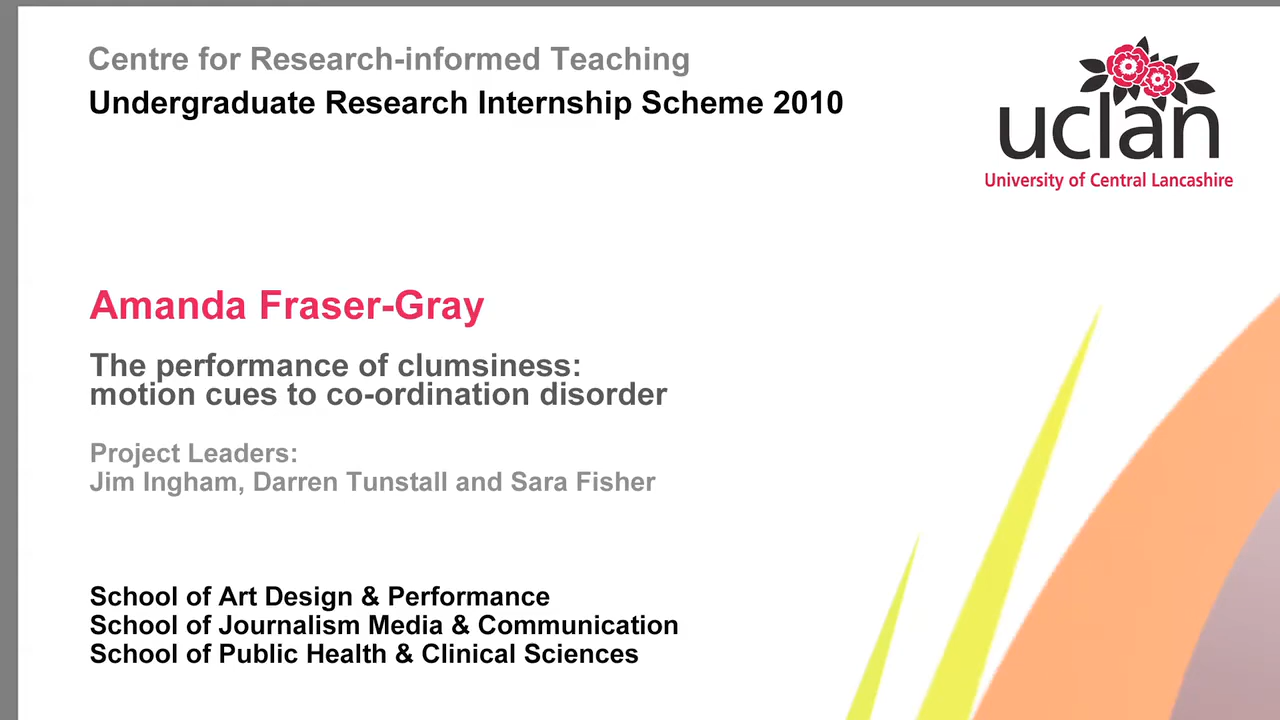 Centre for Research-informed Teaching
Undergraduate Research Internship Scheme 2010
uclan
University of Central Lancashire
Amanda Fraser-Gray
The performance of clumsiness:
motion cues to co-ordination disorder
Project Leaders:
Jim Ingham, Darren Tunstall and Sara Fisher
School of Art Design & Performance
School of Journalism Media & Communication
School of Public Health & Clinical Sciences